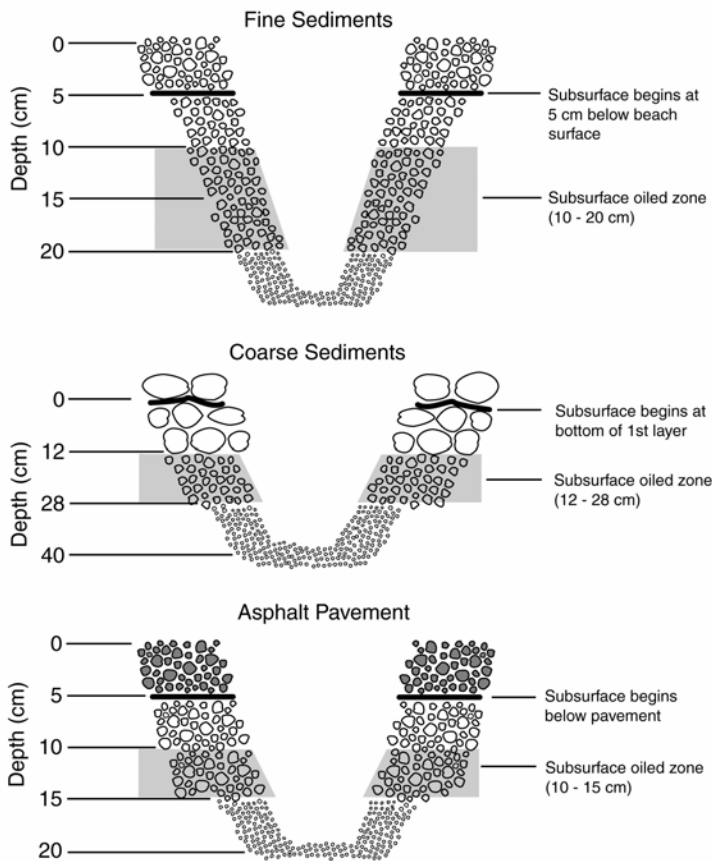 Fine Sediments
0
5
10
15
20
Depth (cm)
Subsurface begins at
5 cm below beach
surface
Subsurface oiled zone
(10 - 20 cm)
Coarse Sediments
0
12
28
40
Depth (cm)
Subsurface begins at
bottom of 1st layer
Subsurface oiled zone
(12 - 28 cm)
Asphalt Pavement
0
5
10
15
20
Depth (cm)
Subsurface begins
below pavement
Subsurface oiled zone
(10 - 15 cm)